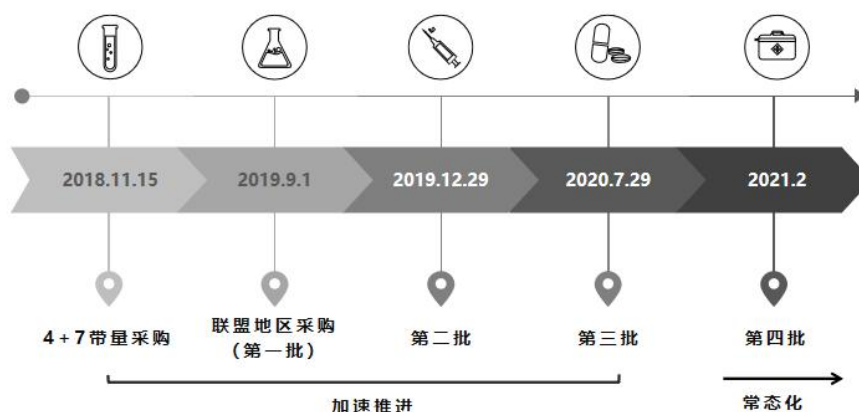 2018.11.15
2019.9.1
2019.12.29
2020.7.29
2021.2
4+7带量采购
联盟地区采购
(第一批)
第二批
第三批
第四批
加速推进
常态化